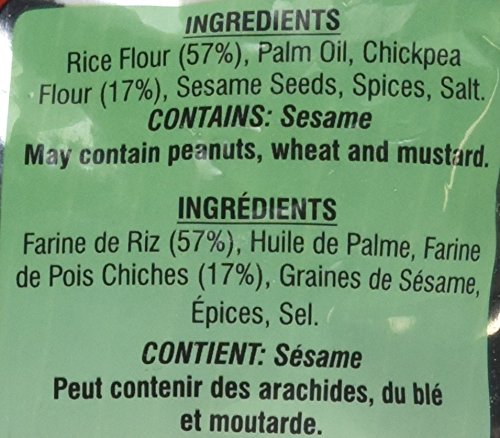 INGREDIENTS
Rice Flour (57%), Palm Oil, Chickpea
Flour (17%), Sesame Seeds, Spices, Salt.
CONTAINS: Sesame
May contain peanuts, wheat and mustard.
INGRÉDIENTS
Farine de Riz (57%), Huile de Palme, Farine
de Pois Chiches (17%), Graines de Sésame,
Épices, Sel.
CONTIENT: Sésame
Peut contenir des arachides, du blé
et moutarde.